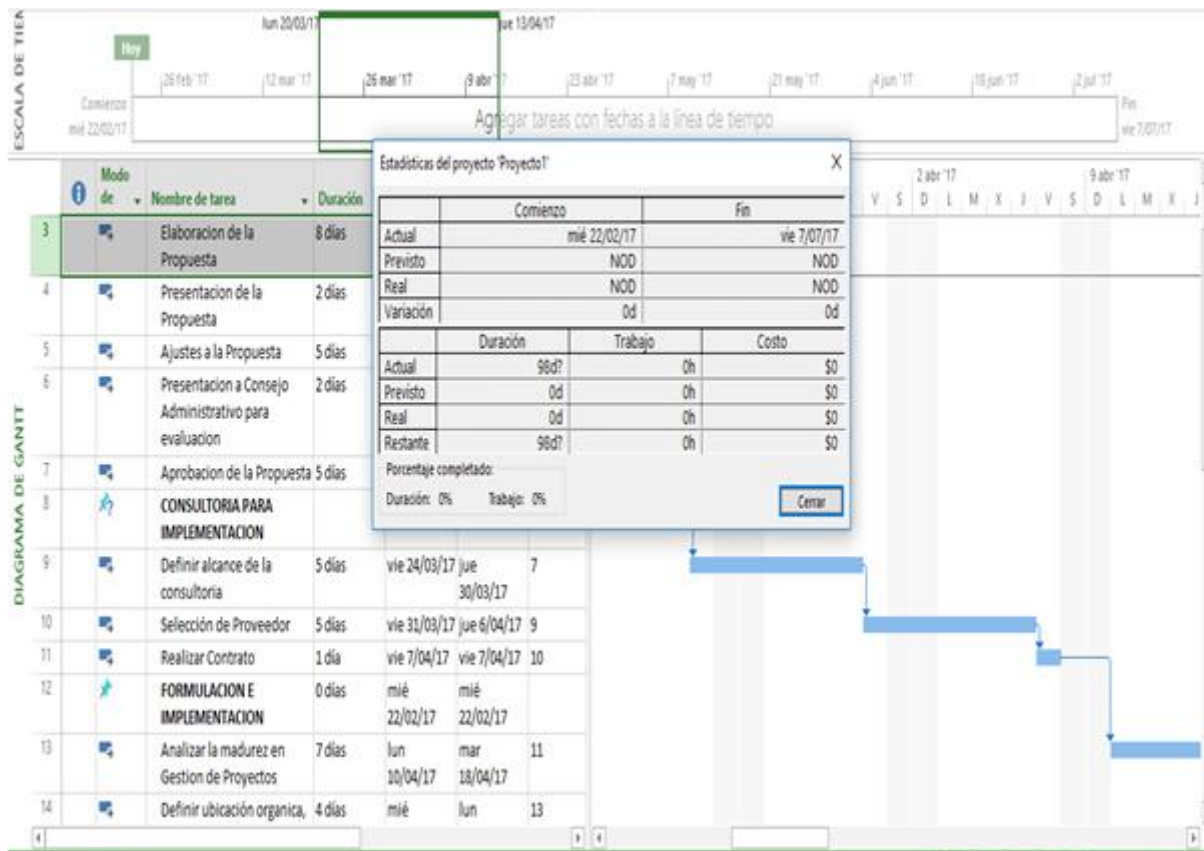 lun 20/03/17
jue 13/04/17
ESCALA DE TIEM
Hoy
26 feb '17
12 mar '17
26 mar '17
9 abr '17
23 abr '17
7 may '17
21 may '17
4 jun '17
18 jun '17
2 jul '17
Comienzo
mié 22/02/17
Agregar tareas con fechas a la línea de tiempo
Fin
vie 7/07/17
DIAGRAMA DE GANTT
Modo de
Nombre de tarea
Duración
2 abr '17
9 abr '17
V S D L M X J V S D L M X J
3 Elaboracion de la 8 días
Propuesta
4 Presentacion de la 2 días
Propuesta
5 Ajustes a la Propuesta 5 días
6 Presentacion a Consejo 2 días
Administrativo para
evaluacion
7 Aprobacion de la Propuesta 5 días
8 CONSULTORIA PARA
IMPLEMENTACION
9 Definir alcance de la 5 días vie 24/03/17 jue 7
consultoria 30/03/17
10 Selección de Proveedor 5 días vie 31/03/17 jue 6/04/17 9
11 Realizar Contrato 1 día vie 7/04/17 vie 7/04/17 10
12 FORMULACION E 0 días mié mié
IMPLEMENTACION 22/02/17 22/02/17
13 Analizar la madurez en 7 días lun mar 11
Gestion de Proyectos 10/04/17 18/04/17
14 Definir ubicación organica, 4 días mié lun 13
Estadísticas del proyecto 'Proyecto1'
X
Comienzo Fin
Actual mié 22/02/17 vie 7/07/17
Previsto NOD NOD
Real NOD NOD
Variación 0d 0d
Duración Trabajo Costo
Actual 98d? 0h $0
Previsto 0d 0h $0
Real 0d 0h $0
Restante 98d? 0h $0
Porcentaje completado:
Duración: 0% Trabajo: 0%
Cerrar